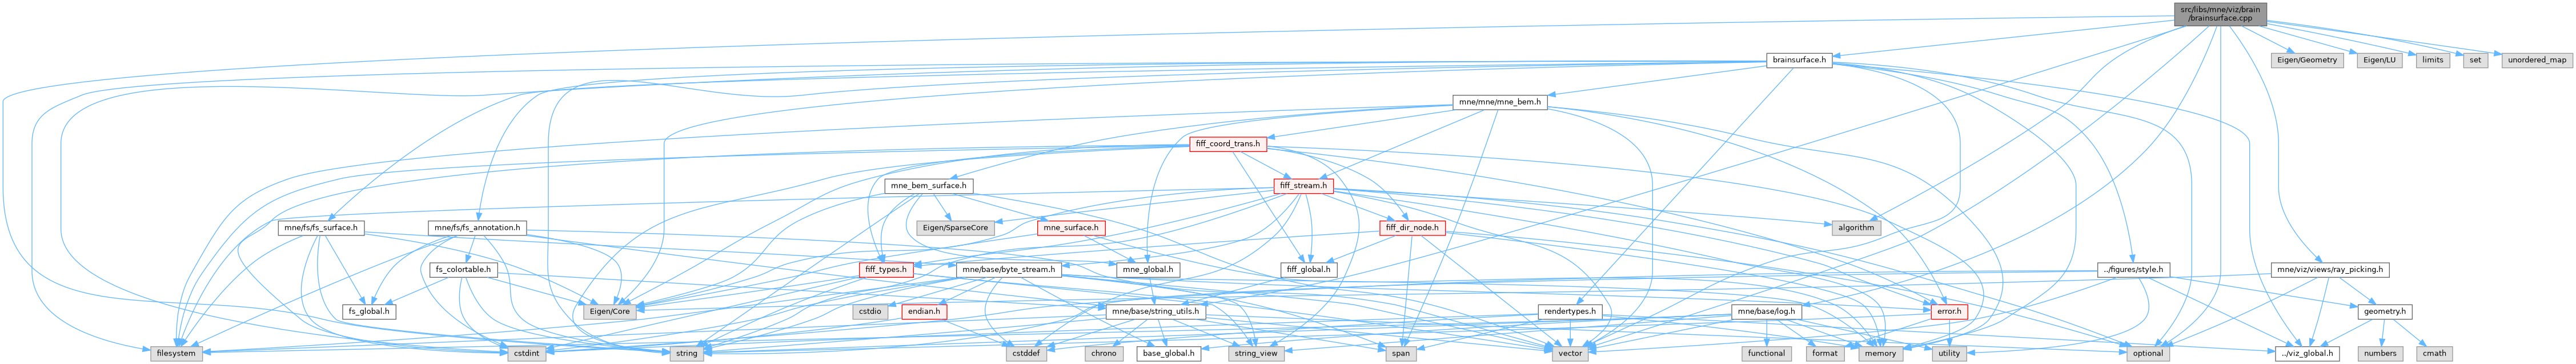 src/libs/mne/viz/brain
/brainsurface.cpp
brainsurface.h
Eigen/Geometry
Eigen/LU
limits
set
unordered_map
mne/mne/mne_bem.h
fiff_coord_trans.h
mne_bem_surface.h
fiff_stream.h
mne/fs/fs_surface.h
mne/fs/fs_annotation.h
Eigen/SparseCore
mne_surface.h
fiff_dir_node.h
algorithm
fs_colortable.h
fiff_types.h
mne/base/byte_stream.h
mne_global.h
fiff_global.h
../figures/style.h
mne/viz/views/ray_picking.h
fs_global.h
Eigen/Core
cstdio
endian.h
mne/base/string_utils.h
rendertypes.h
mne/base/log.h
error.h
geometry.h
filesystem
cstdint
string
cstddef
chrono
base_global.h
string_view
span
vector
functional
format
memory
utility
optional
../viz_global.h
numbers
cmath